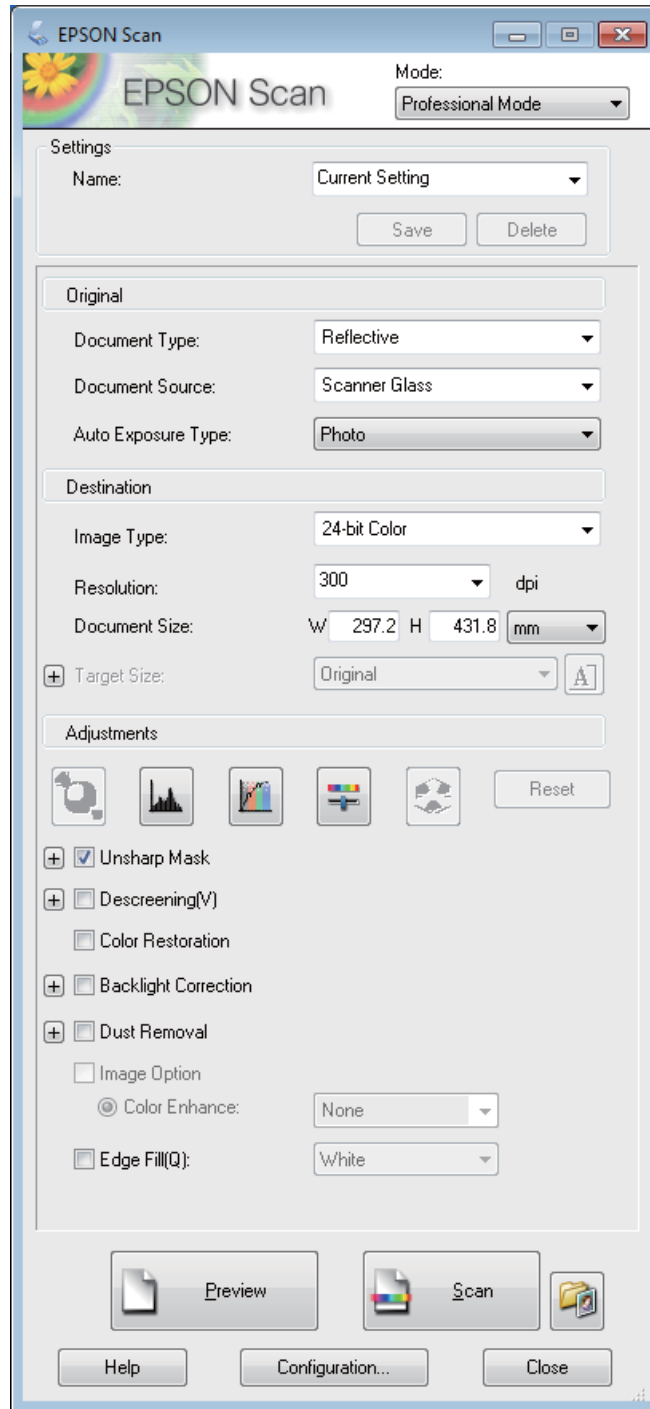 EPSON Scan
EPSON Scan
Mode:
Professional Mode
Settings
Name: Current Setting
Save Delete
Original
Document Type: Reflective
Document Source: Scanner Glass
Auto Exposure Type: Photo
Destination
Image Type: 24-bit Color
Resolution: 300 dpi
Document Size: W 297.2 H 431.8 mm
Target Size: Original A
Adjustments
Reset
Unsharp Mask
Descreening(V)
Color Restoration
Backlight Correction
Dust Removal
Image Option
Color Enhance: None
Edge Fill(Q): White
Preview Scan
Help Configuration... Close